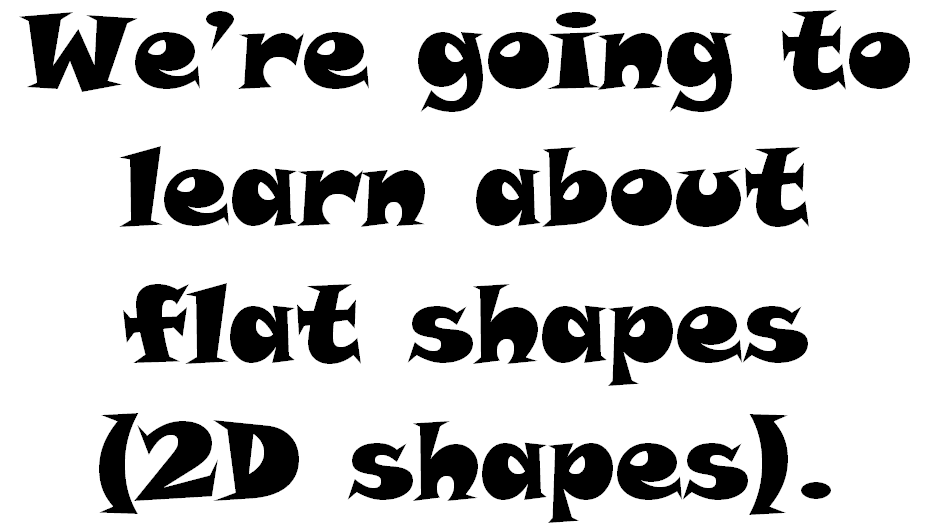 We're going to
learn about
flat shapes
(2D shapes).